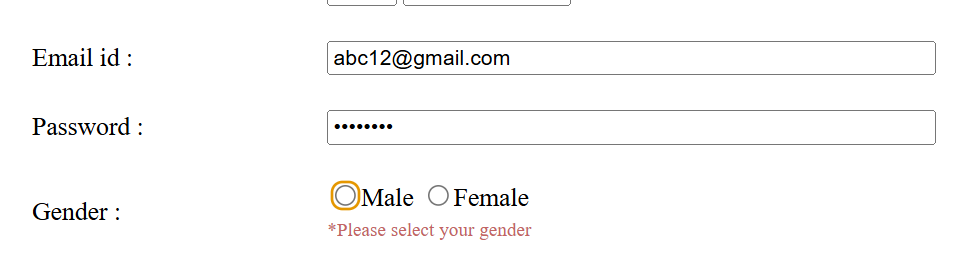 Email id : abc12@gmail.com
Password : ••••••••
Gender : Male Female
*Please select your gender